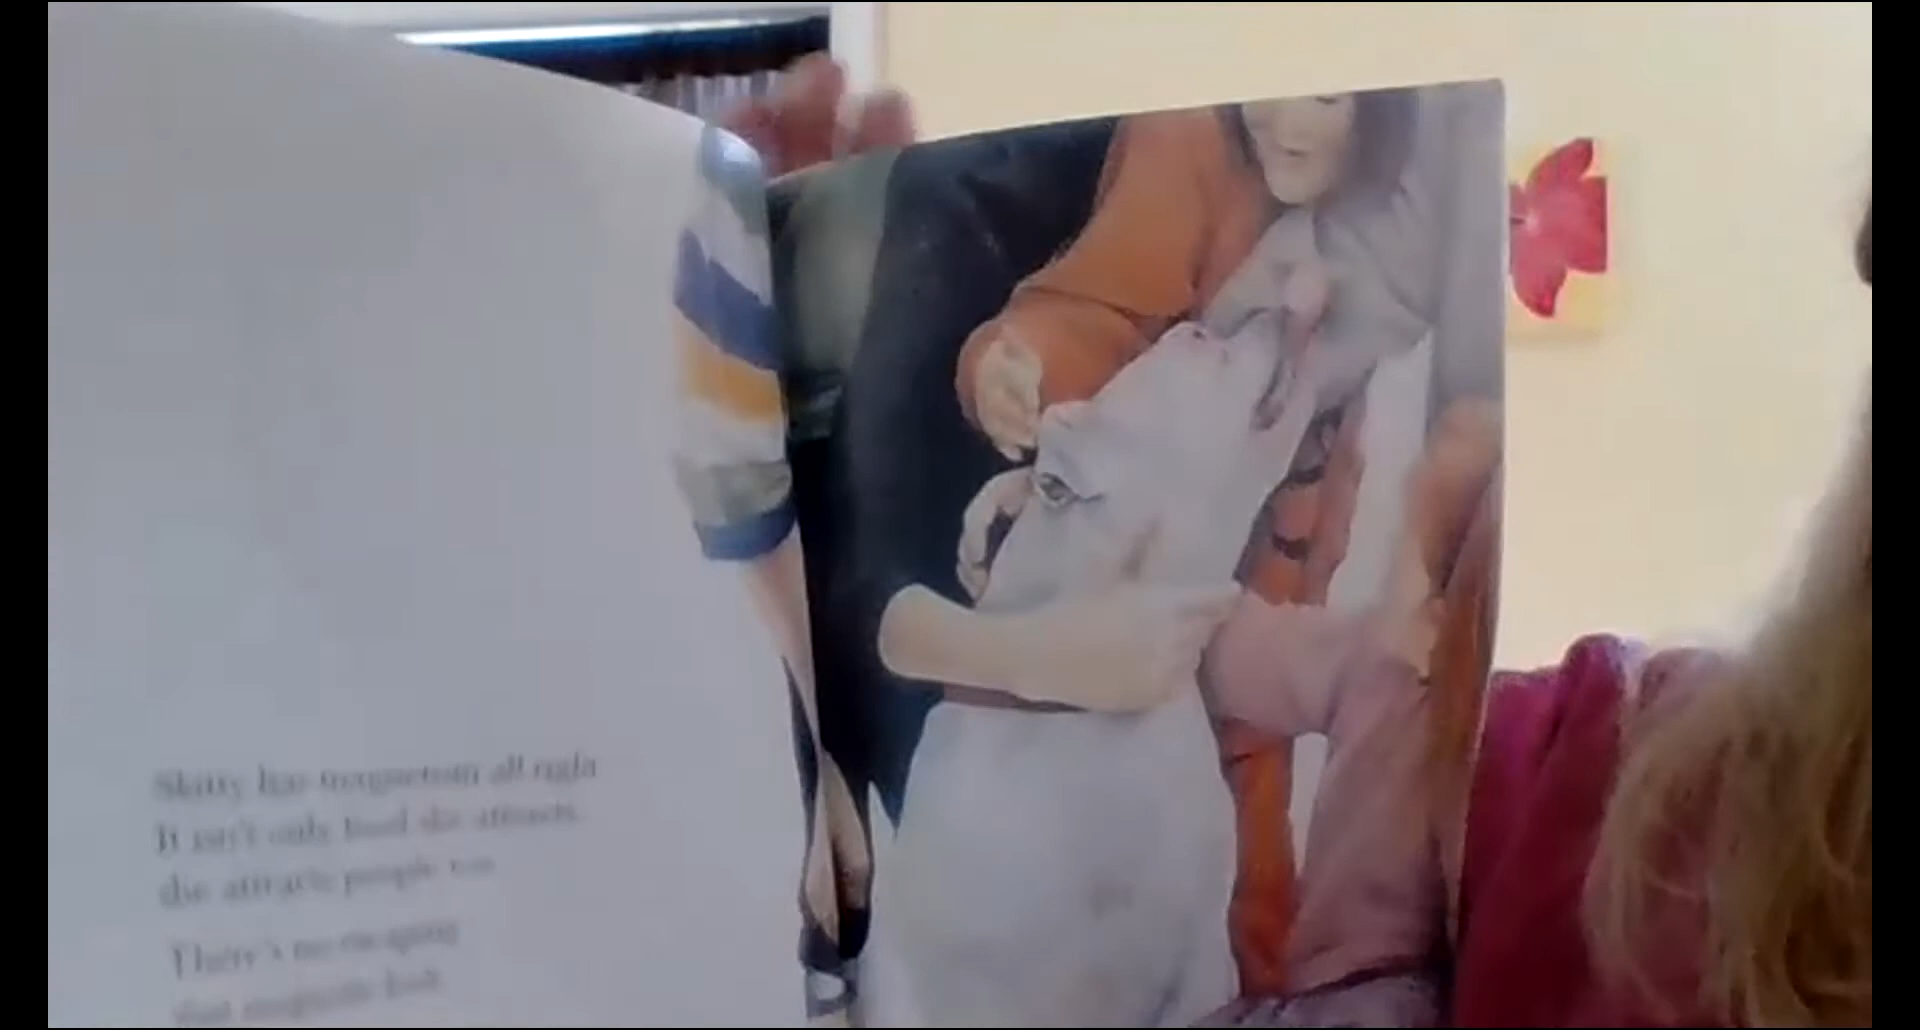 Skitty has magnetism all right
It isn't only food she attracts
she attracts people too
There's no escaping
that magnetic look